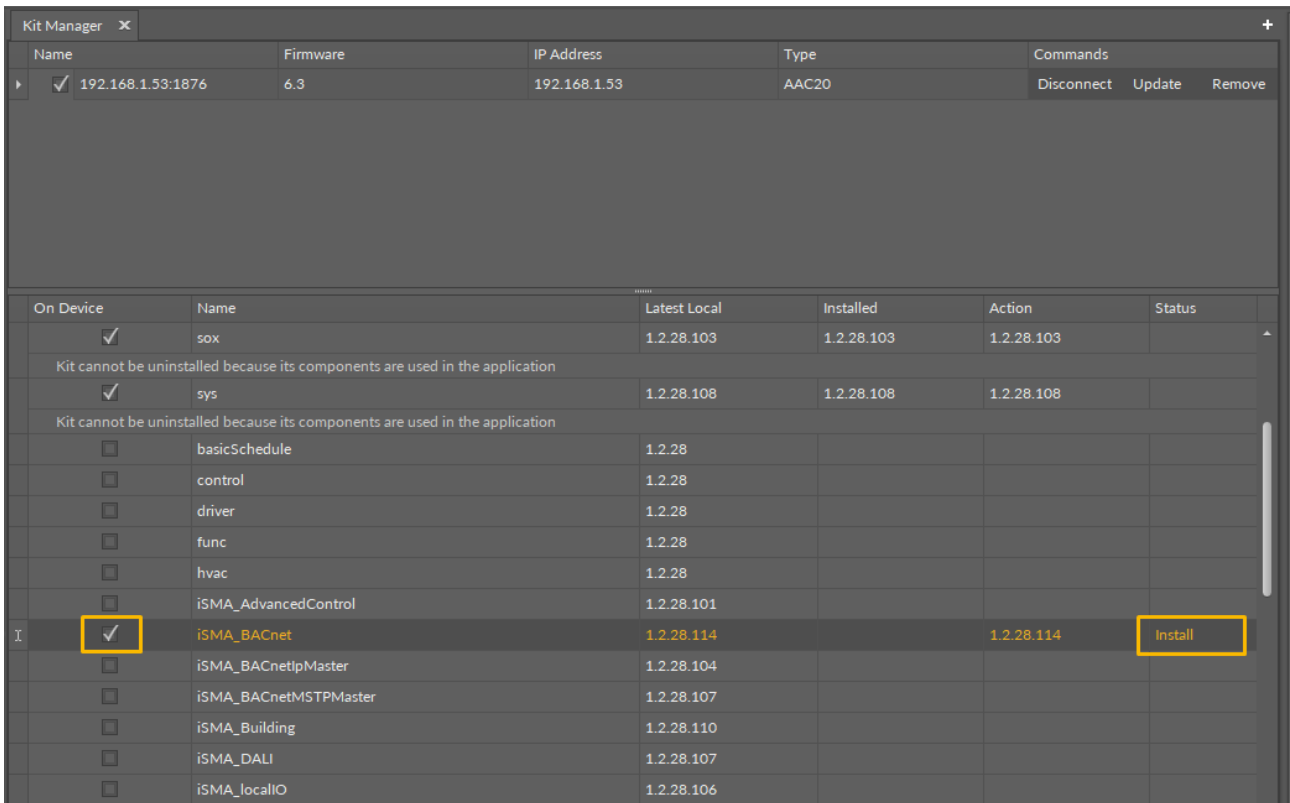 Kit Manager
Name Firmware IP Address Type Commands
192.168.1.53:1876 6.3 192.168.1.53 AAC20 Disconnect Update Remove
On Device Name Latest Local Installed Action Status
sox 1.2.28.103 1.2.28.103 1.2.28.103
Kit cannot be uninstalled because its components are used in the application
sys 1.2.28.108 1.2.28.108 1.2.28.108
Kit cannot be uninstalled because its components are used in the application
basicSchedule 1.2.28
control 1.2.28
driver 1.2.28
func 1.2.28
hvac 1.2.28
iSMA_AdvancedControl 1.2.28.101
iSMA_BACnet 1.2.28.114 1.2.28.114 Install
iSMA_BACnetIpMaster 1.2.28.104
iSMA_BACnetMSTPMaster 1.2.28.107
iSMA_Building 1.2.28.110
iSMA_DALI 1.2.28.107
iSMA_localIO 1.2.28.106